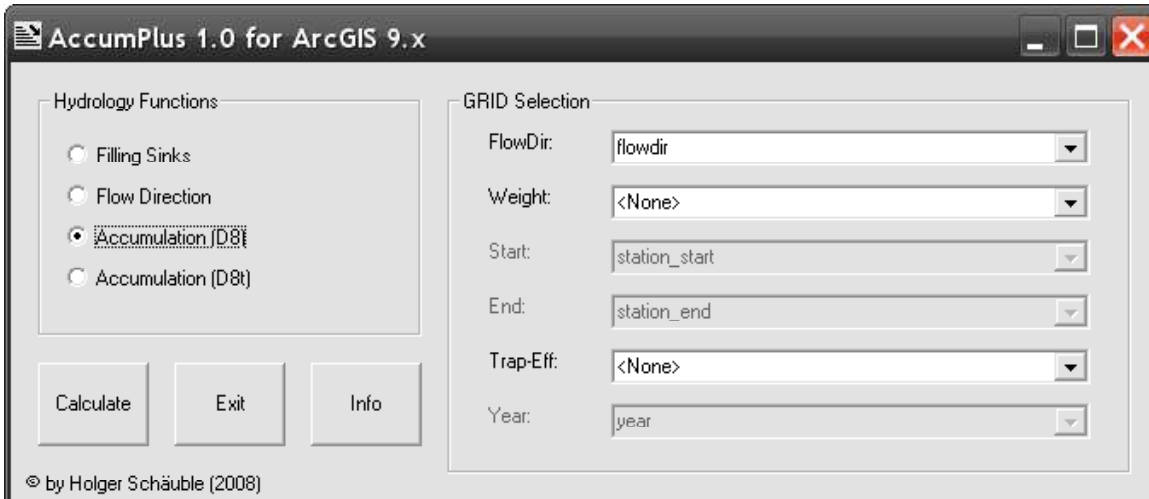 AccumPlus 1.0 for ArcGIS 9.x
Hydrology Functions
Filling Sinks
Flow Direction
Accumulation (D8)
Accumulation (D8t)
Calculate
Exit
Info
© by Holger Schäuble (2008)
GRID Selection
FlowDir:
flowdir
Weight:
<None>
Start:
station_start
End:
station_end
Trap-Eff:
<None>
Year:
year